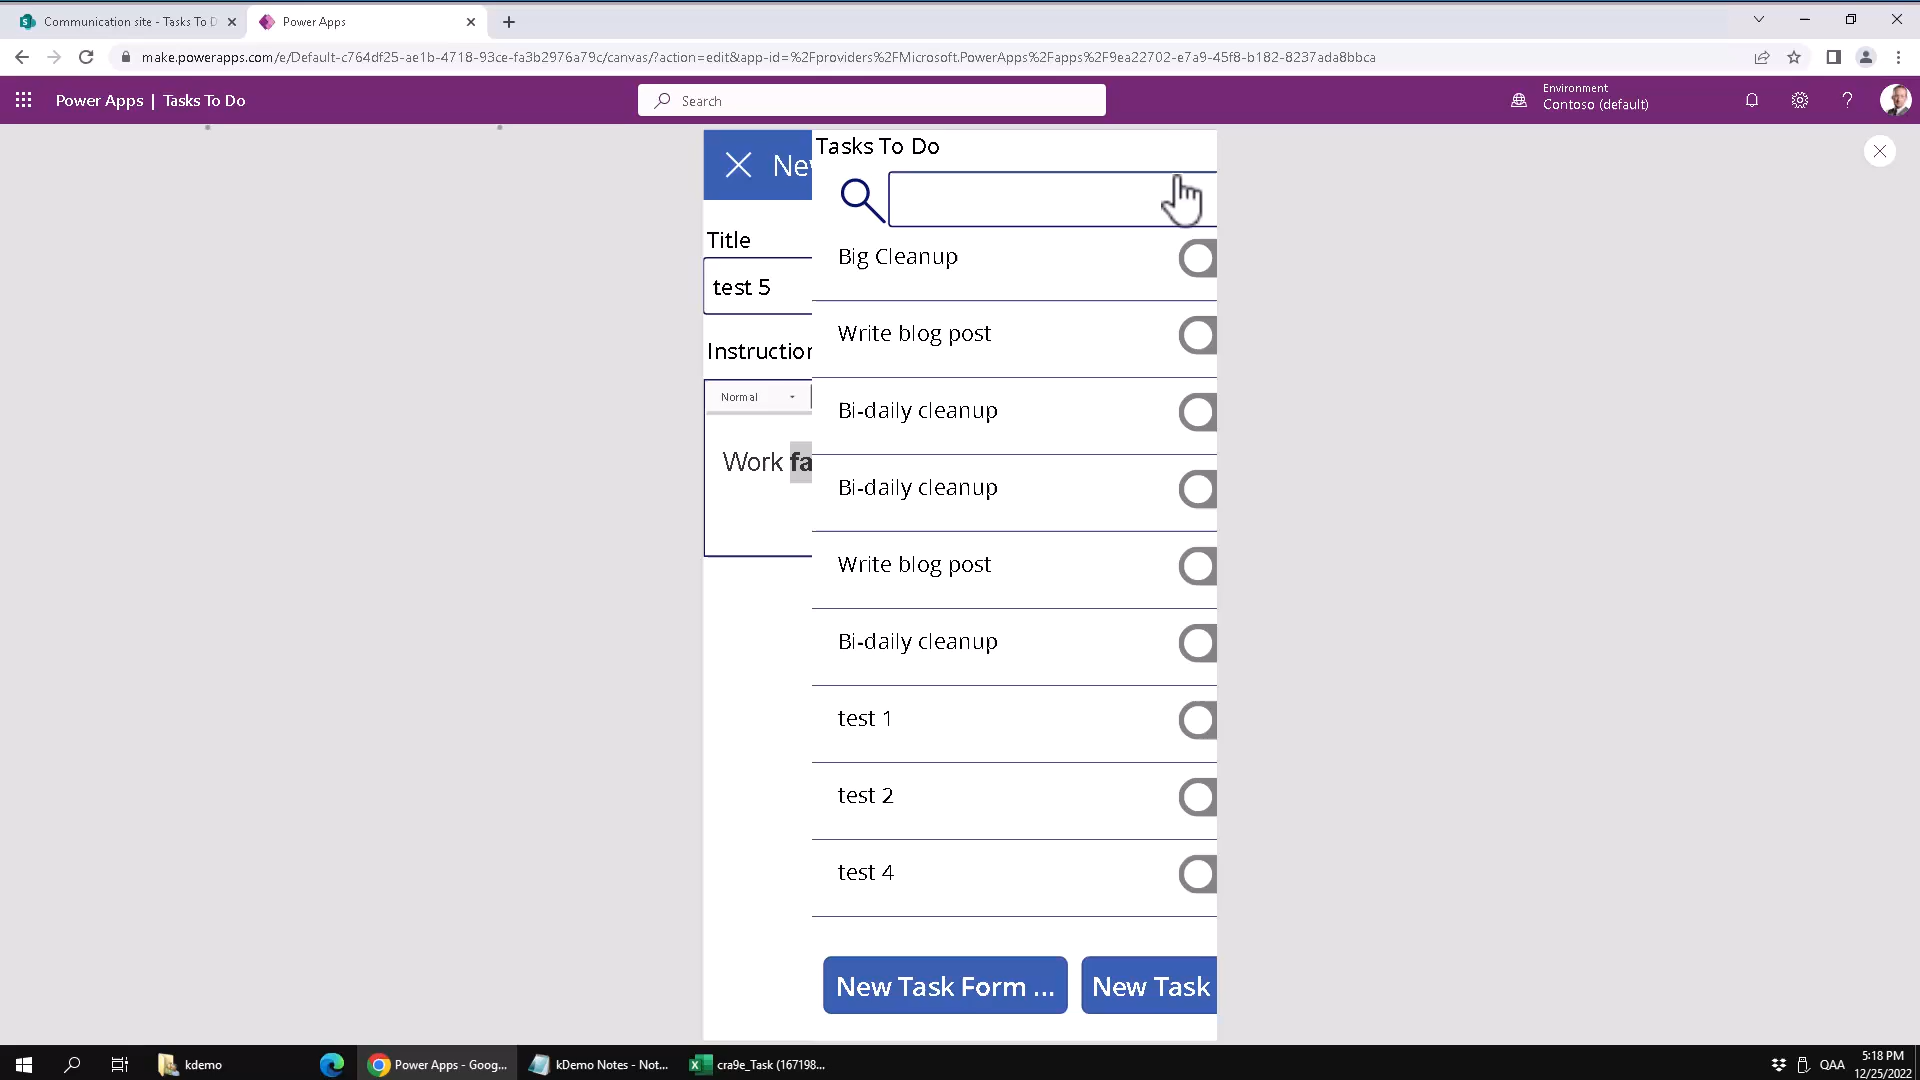 Communication site - Tasks To D
Power Apps
make.powerapps.com/e/Default-c764df25-ae1b-4718-93ce-fa3b2976a79c/canvas/?action=edit&app-id=%2Fproviders%2FMicrosoft.PowerApps%2Fapps%2F9ea22702-e7a9-45f8-b182-8237ada8bbca
Power Apps | Tasks To Do
Search
Environment
Contoso (default)
Ne
Tasks To Do
Title
test 5
Instruction
Normal
Work fa
Big Cleanup
Write blog post
Bi-daily cleanup
Bi-daily cleanup
Write blog post
Bi-daily cleanup
test 1
test 2
test 4
New Task Form ...
New Task
kdemo
Power Apps - Goog...
kDemo Notes - Not...
cra9e_Task (167198...
QAA
5:18 PM
12/25/2022